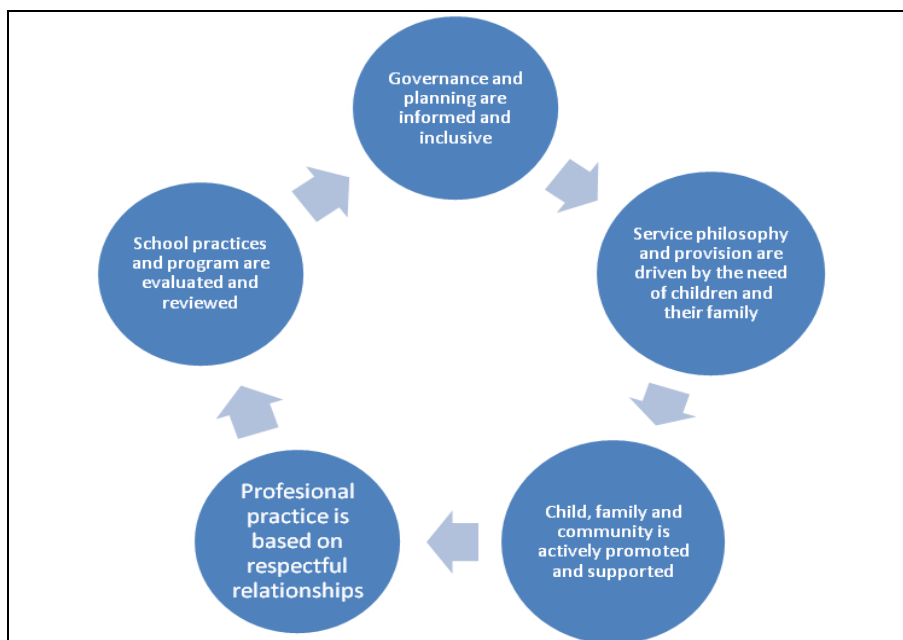 Governance and
planning are
informed and
inclusive
Service philosophy
and provision are
driven by the need
of children and
their family
Child, family and
community is
actively promoted
and supported
Profesional
practice is
based on
respectful
relationships
School practices
and program are
evaluated and
reviewed